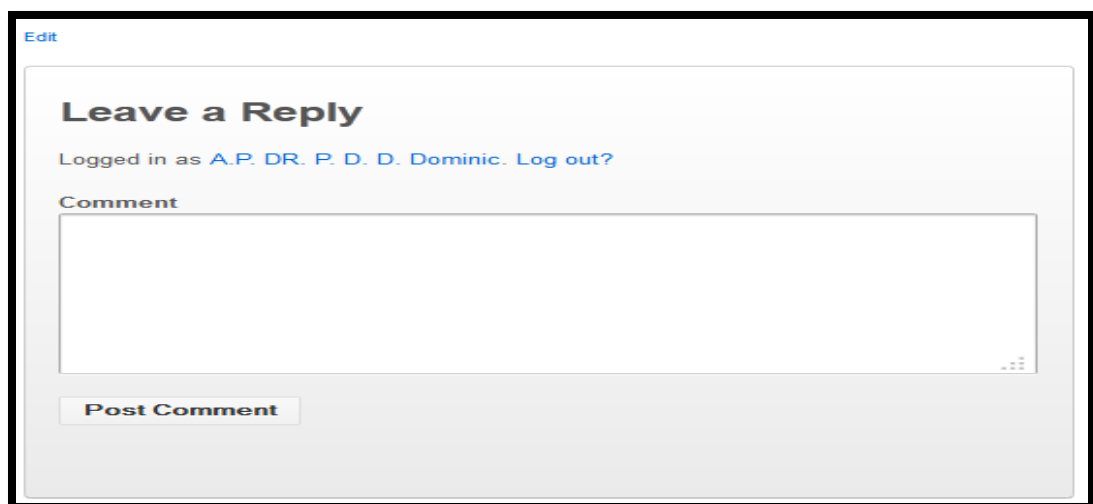 Edit
Leave a Reply
Logged in as A.P. DR. P. D. D. Dominic. Log out?
Comment
Post Comment